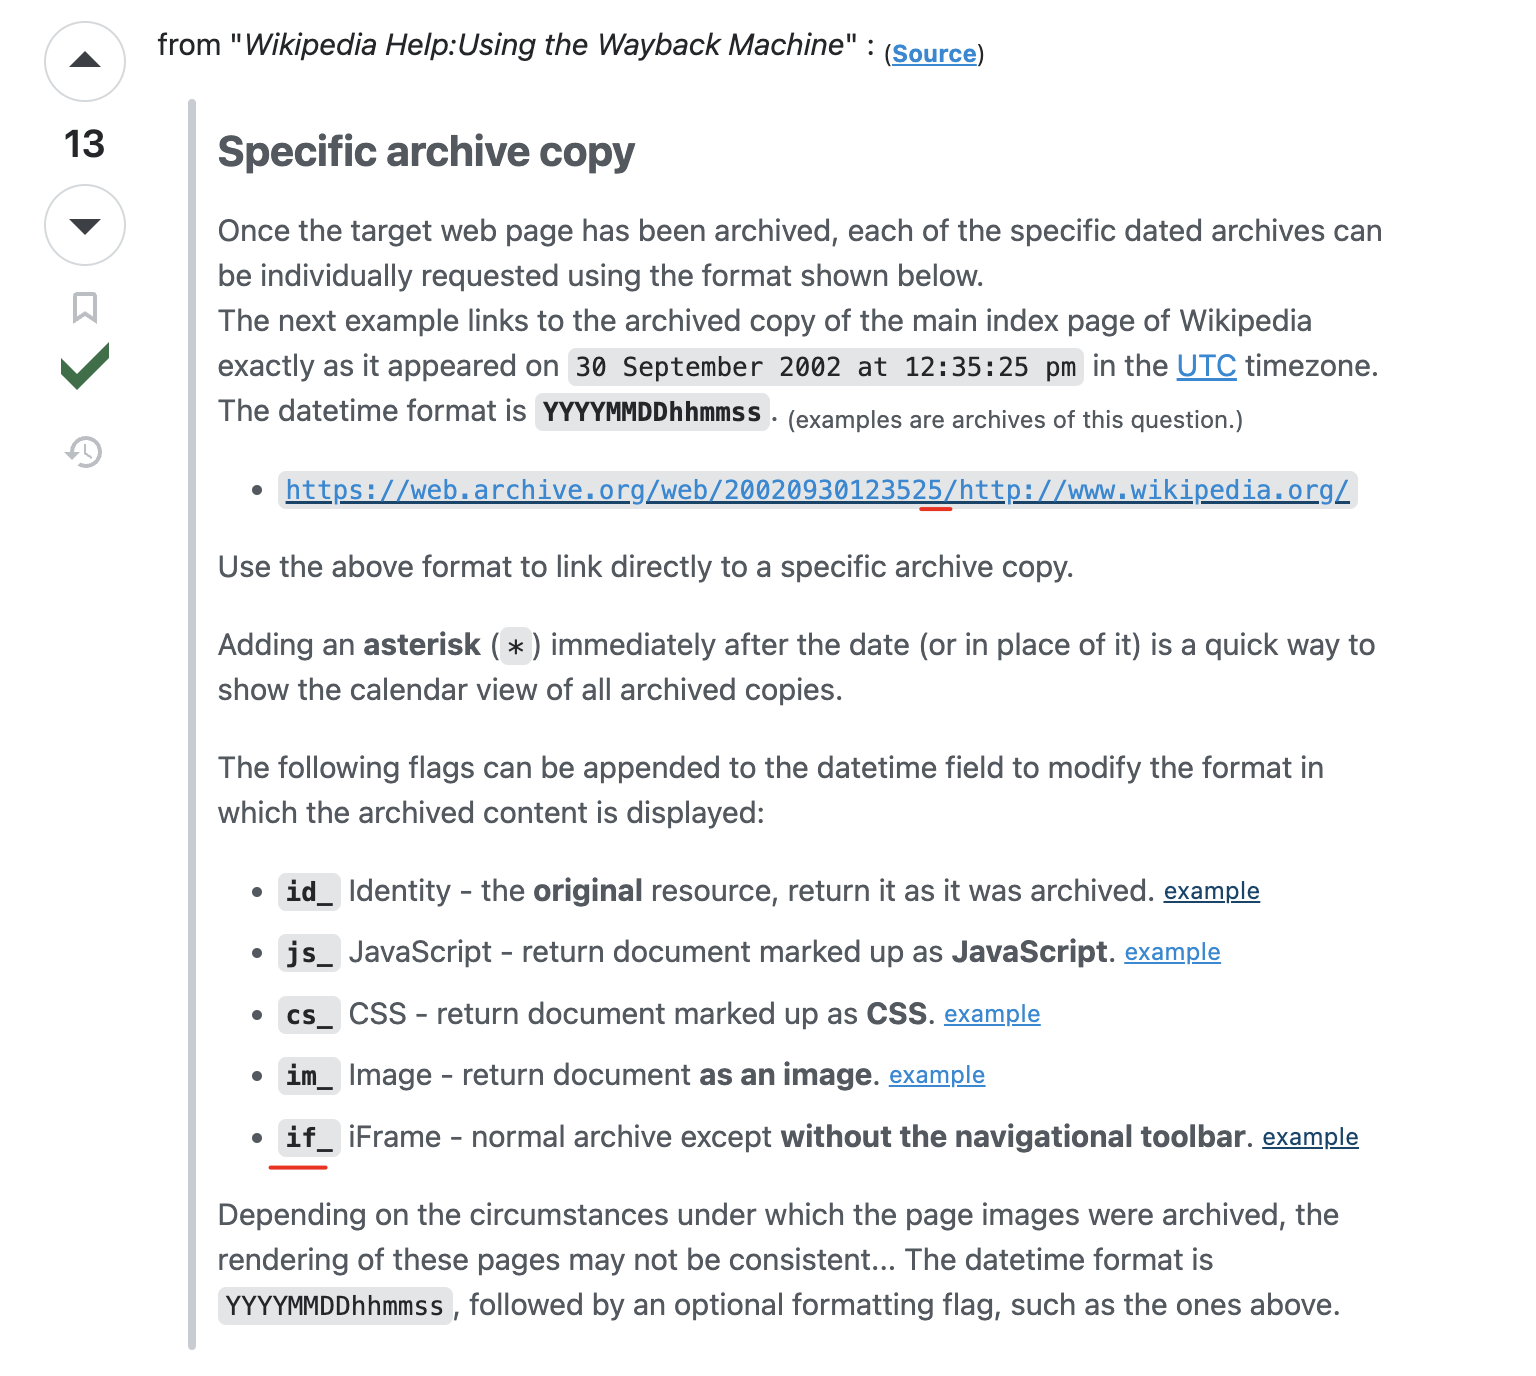 from "Wikipedia Help:Using the Wayback Machine" : (Source)
13
Specific archive copy
Once the target web page has been archived, each of the specific dated archives can
be individually requested using the format shown below.
The next example links to the archived copy of the main index page of Wikipedia
exactly as it appeared on 30 September 2002 at 12:35:25 pm in the UTC timezone.
The datetime format is YYYYMMDDhhmmss. (examples are archives of this question.)
• https://web.archive.org/web/20020930123525/http://www.wikipedia.org/
Use the above format to link directly to a specific archive copy.
Adding an asterisk (*) immediately after the date (or in place of it) is a quick way to
show the calendar view of all archived copies.
The following flags can be appended to the datetime field to modify the format in
which the archived content is displayed:
• id_ Identity - the original resource, return it as it was archived. example
• js_ JavaScript - return document marked up as JavaScript. example
• cs_ CSS - return document marked up as CSS. example
• im_ Image - return document as an image. example
• if_ iFrame - normal archive except without the navigational toolbar. example
Depending on the circumstances under which the page images were archived, the
rendering of these pages may not be consistent... The datetime format is
YYYYMMDDhhmmss, followed by an optional formatting flag, such as the ones above.